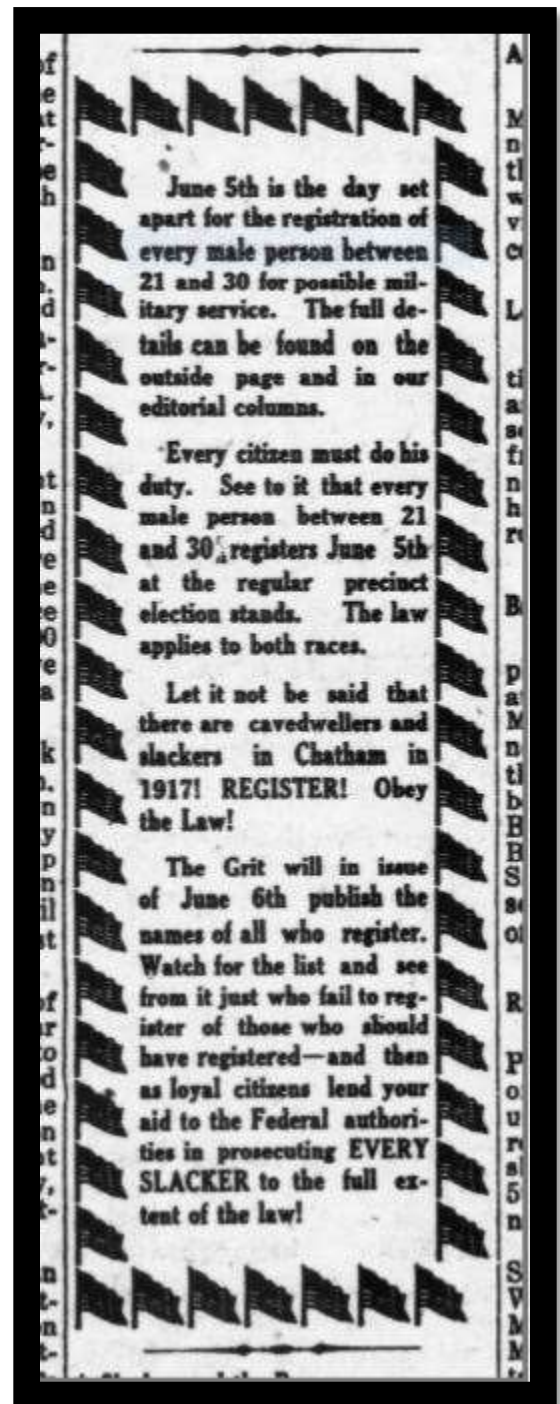 June 5th is the day set
apart for the registration of
every male person between
21 and 30 for possible mil-
itary service. The full de-
tails can be found on the
outside page and in our
editorial columns.
Every citizen must do his
duty. See to it that every
male person between 21
and 30 registers June 5th
at the regular precinct
election stands. The law
applies to both races.
Let it not be said that
there are cavedwellers and
slackers in Chatham in
1917! REGISTER! Obey
the Law!
The Grit will in issue
of June 6th publish the
names of all who register.
Watch for the list and see
from it just who fail to reg-
ister of those who should
have registered—and then
as loyal citizens lend your
aid to the Federal authori-
ties in prosecuting EVERY
SLACKER to the full ex-
tent of the law!